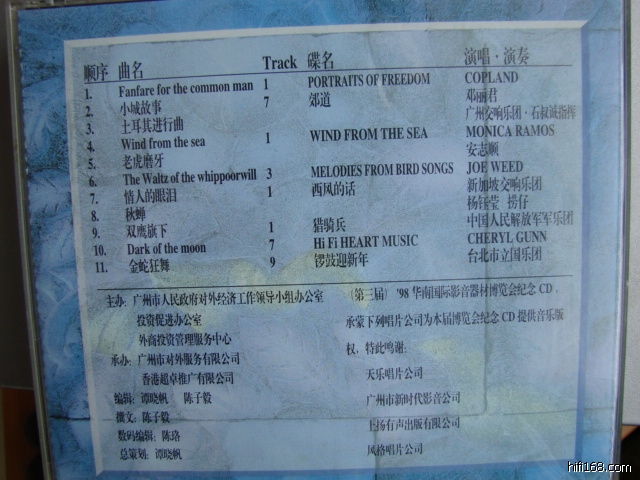 顺序 曲名 Track 碟名 演唱·演奏
1. Fanfare for the common man 1 PORTRAITS OF FREEDOM COPLAND
2. 小城故事 7 郊道 邓丽君
3. 土耳其进行曲 广州交响乐团·石叔诚指挥
4. Wind from the sea 1 WIND FROM THE SEA MONICA RAMOS
5. 老虎磨牙 安志顺
6. The Waltz of the whippoorwill 3 MELODIES FROM BIRD SONGS JOE WEED
7. 情人的眼泪 1 西风的话 新加坡交响乐团
8. 秋蝉 杨钰莹 捞仔
9. 双鹰旗下 1 猎骑兵 中国人民解放军军乐团
10. Dark of the moon 7 Hi Fi HEART MUSIC CHERYL GUNN
11. 金蛇狂舞 9 锣鼓迎新年 台北市立国乐团
主办: 广州市人民政府对外经济工作领导小组办公室 (第三届) '98 华南国际影音器材博览会纪念 CD,
投资促进办公室 承蒙下列唱片公司为本届博览会纪念 CD 提供音乐版
外商投资管理服务中心 权, 特此鸣谢:
承办: 广州市对外服务有限公司 天乐唱片公司
香港超卓推广有限公司 广州市新时代影音公司
编辑: 谭晓帆 陈子毅 上扬有声出版有限公司
撰文: 陈子毅 风格唱片公司
数码编辑: 陈珞
总策划: 谭晓帆
hifi168.com